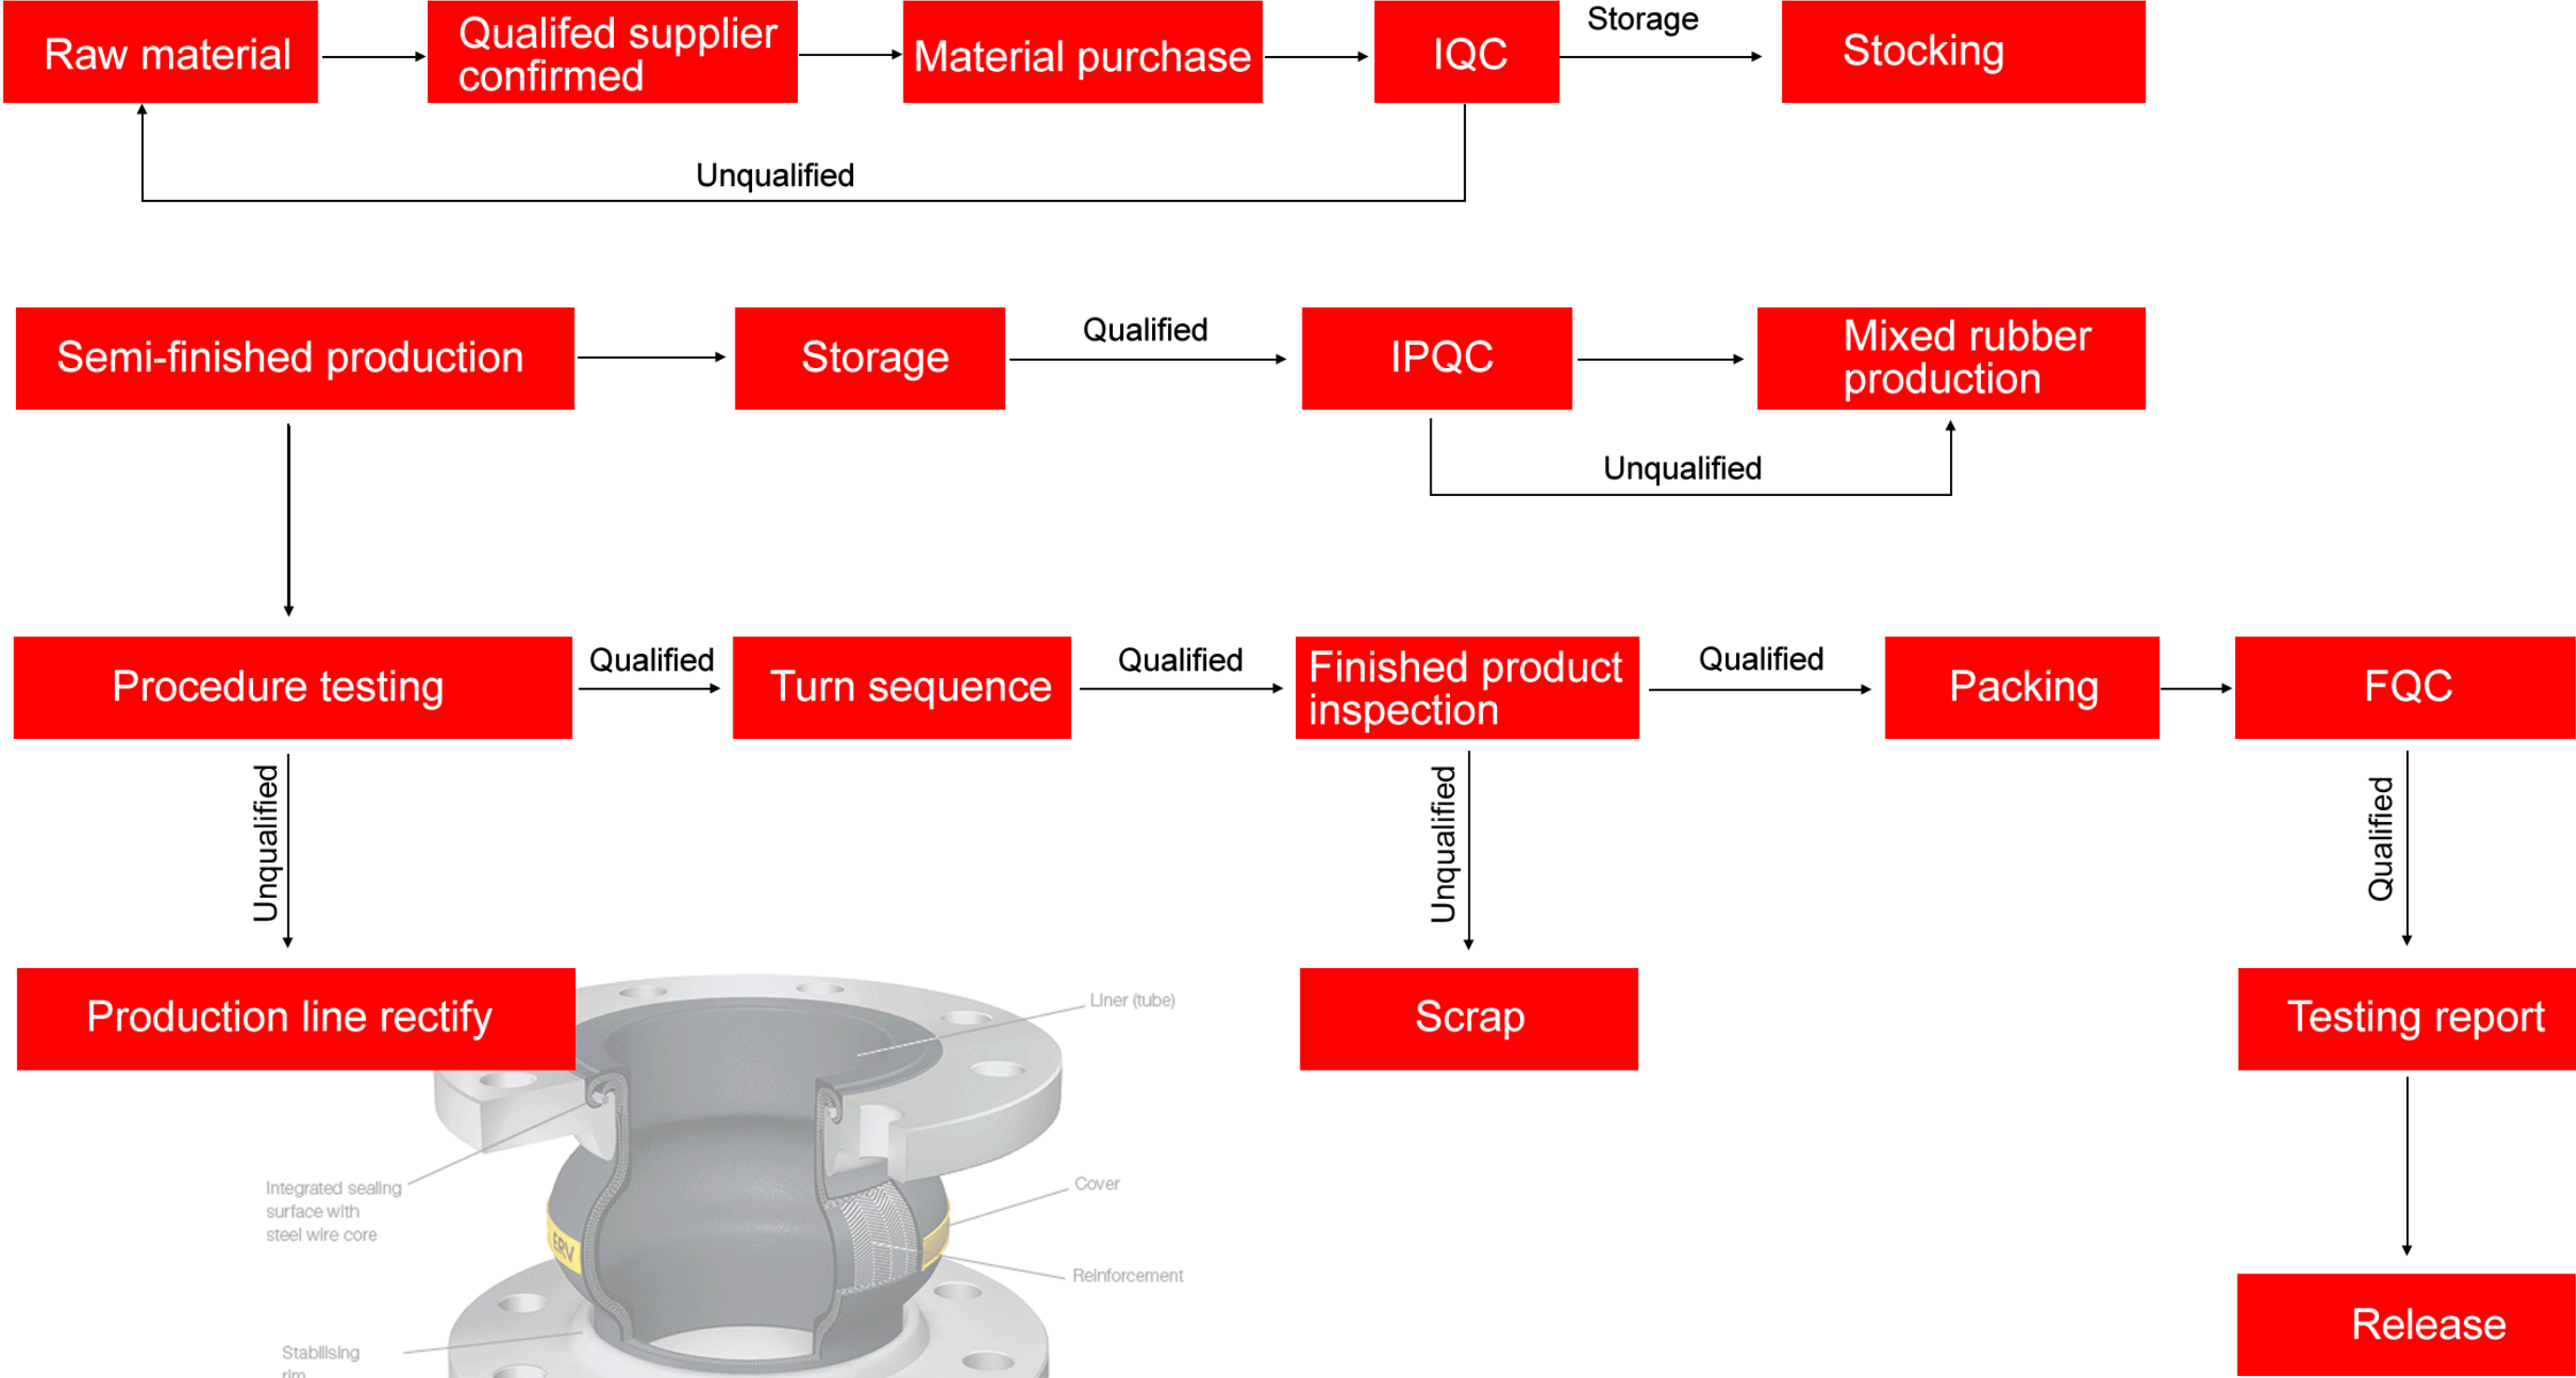 Raw material
Qualifed supplier
confirmed
Material purchase
IQC
Storage
Stocking
Unqualified
Semi-finished production
Storage
Qualified
IPQC
Mixed rubber
production
Unqualified
Procedure testing
Qualified
Turn sequence
Qualified
Finished product
inspection
Qualified
Packing
FQC
Unqualified
Unqualified
Qualified
Production line rectify
Scrap
Testing report
Liner (tube)
Integrated sealing
surface with
steel wire core
Cover
ERV
Reinforcement
Release
Stabilising
rim